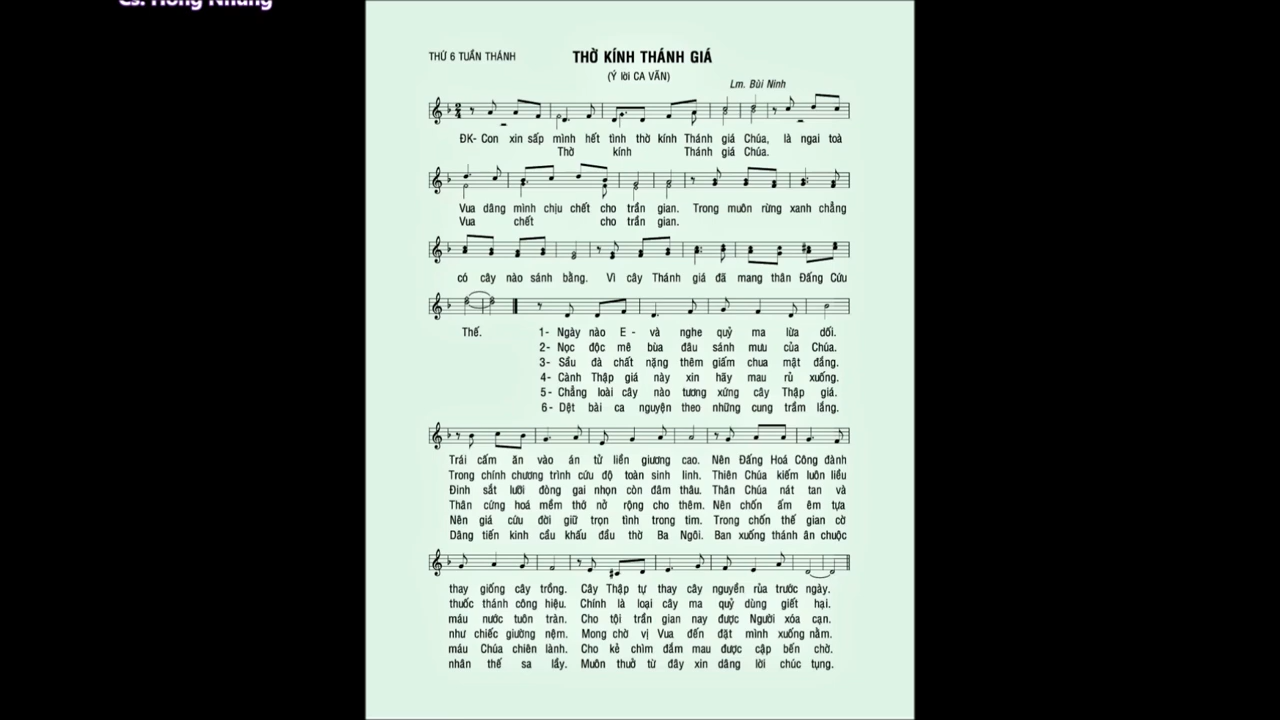 Cs. Hồng Nhung
THỨ 6 TUẦN THÁNH
THỜ KÍNH THÁNH GIÁ
(Ý lời CA VÃN)
Lm. Bùi Ninh
2
4
ĐK- Con xin sấp mình hết tình thờ kính Thánh giá Chúa, là ngai toà
Thờ kính Thánh giá Chúa.
Vua dâng mình chịu chết cho trần gian. Trong muôn rừng xanh chẳng
Vua chết cho trần gian.
có cây nào sánh bằng. Vì cây Thánh giá đã mang thân Đấng Cứu
Thế. 1- Ngày nào E - và nghe quỷ ma lừa dối.
2- Nọc độc mê bùa đâu sánh mưu của Chúa.
3- Sầu đà chất nặng thêm giấm chua mật đắng.
4- Cành Thập giá này xin hãy mau rủ xuống.
5- Chẳng loài cây nào tương xứng cây Thập giá.
6- Dệt bài ca nguyện theo những cung trầm lắng.
Trái cấm ăn vào án tử liền giương cao. Nên Đấng Hoá Công đành
Trong chính chương trình cứu độ toàn sinh linh. Thiên Chúa kiếm luôn liều
Đinh sắt lưỡi đòng gai nhọn còn đâm thâu. Thân Chúa nát tan và
Thân cứng hoá mềm thớ nở rộng cho thêm. Nên chốn ấm êm tựa
Nên giá cứu đời giữ trọn tình trong tim. Trong chốn thế gian cờ
Dâng tiến kinh cầu khấu đầu thờ Ba Ngôi. Ban xuống thánh ân chuộc
thay giống cây trồng. Cây Thập tự thay cây nguyền rủa trước ngày.
thuốc thánh công hiệu. Chính là loại cây ma quỷ dùng giết hại.
máu nước tuôn tràn. Cho tội trần gian nay được Người xóa cạn.
như chiếc giường nệm. Mong chờ vị Vua đến đặt mình xuống nằm.
máu Chúa chiên lành. Cho kẻ chìm đắm mau được cập bến chờ.
nhân thế sa lầy. Muôn thuở từ đây xin dâng lời chúc tụng.